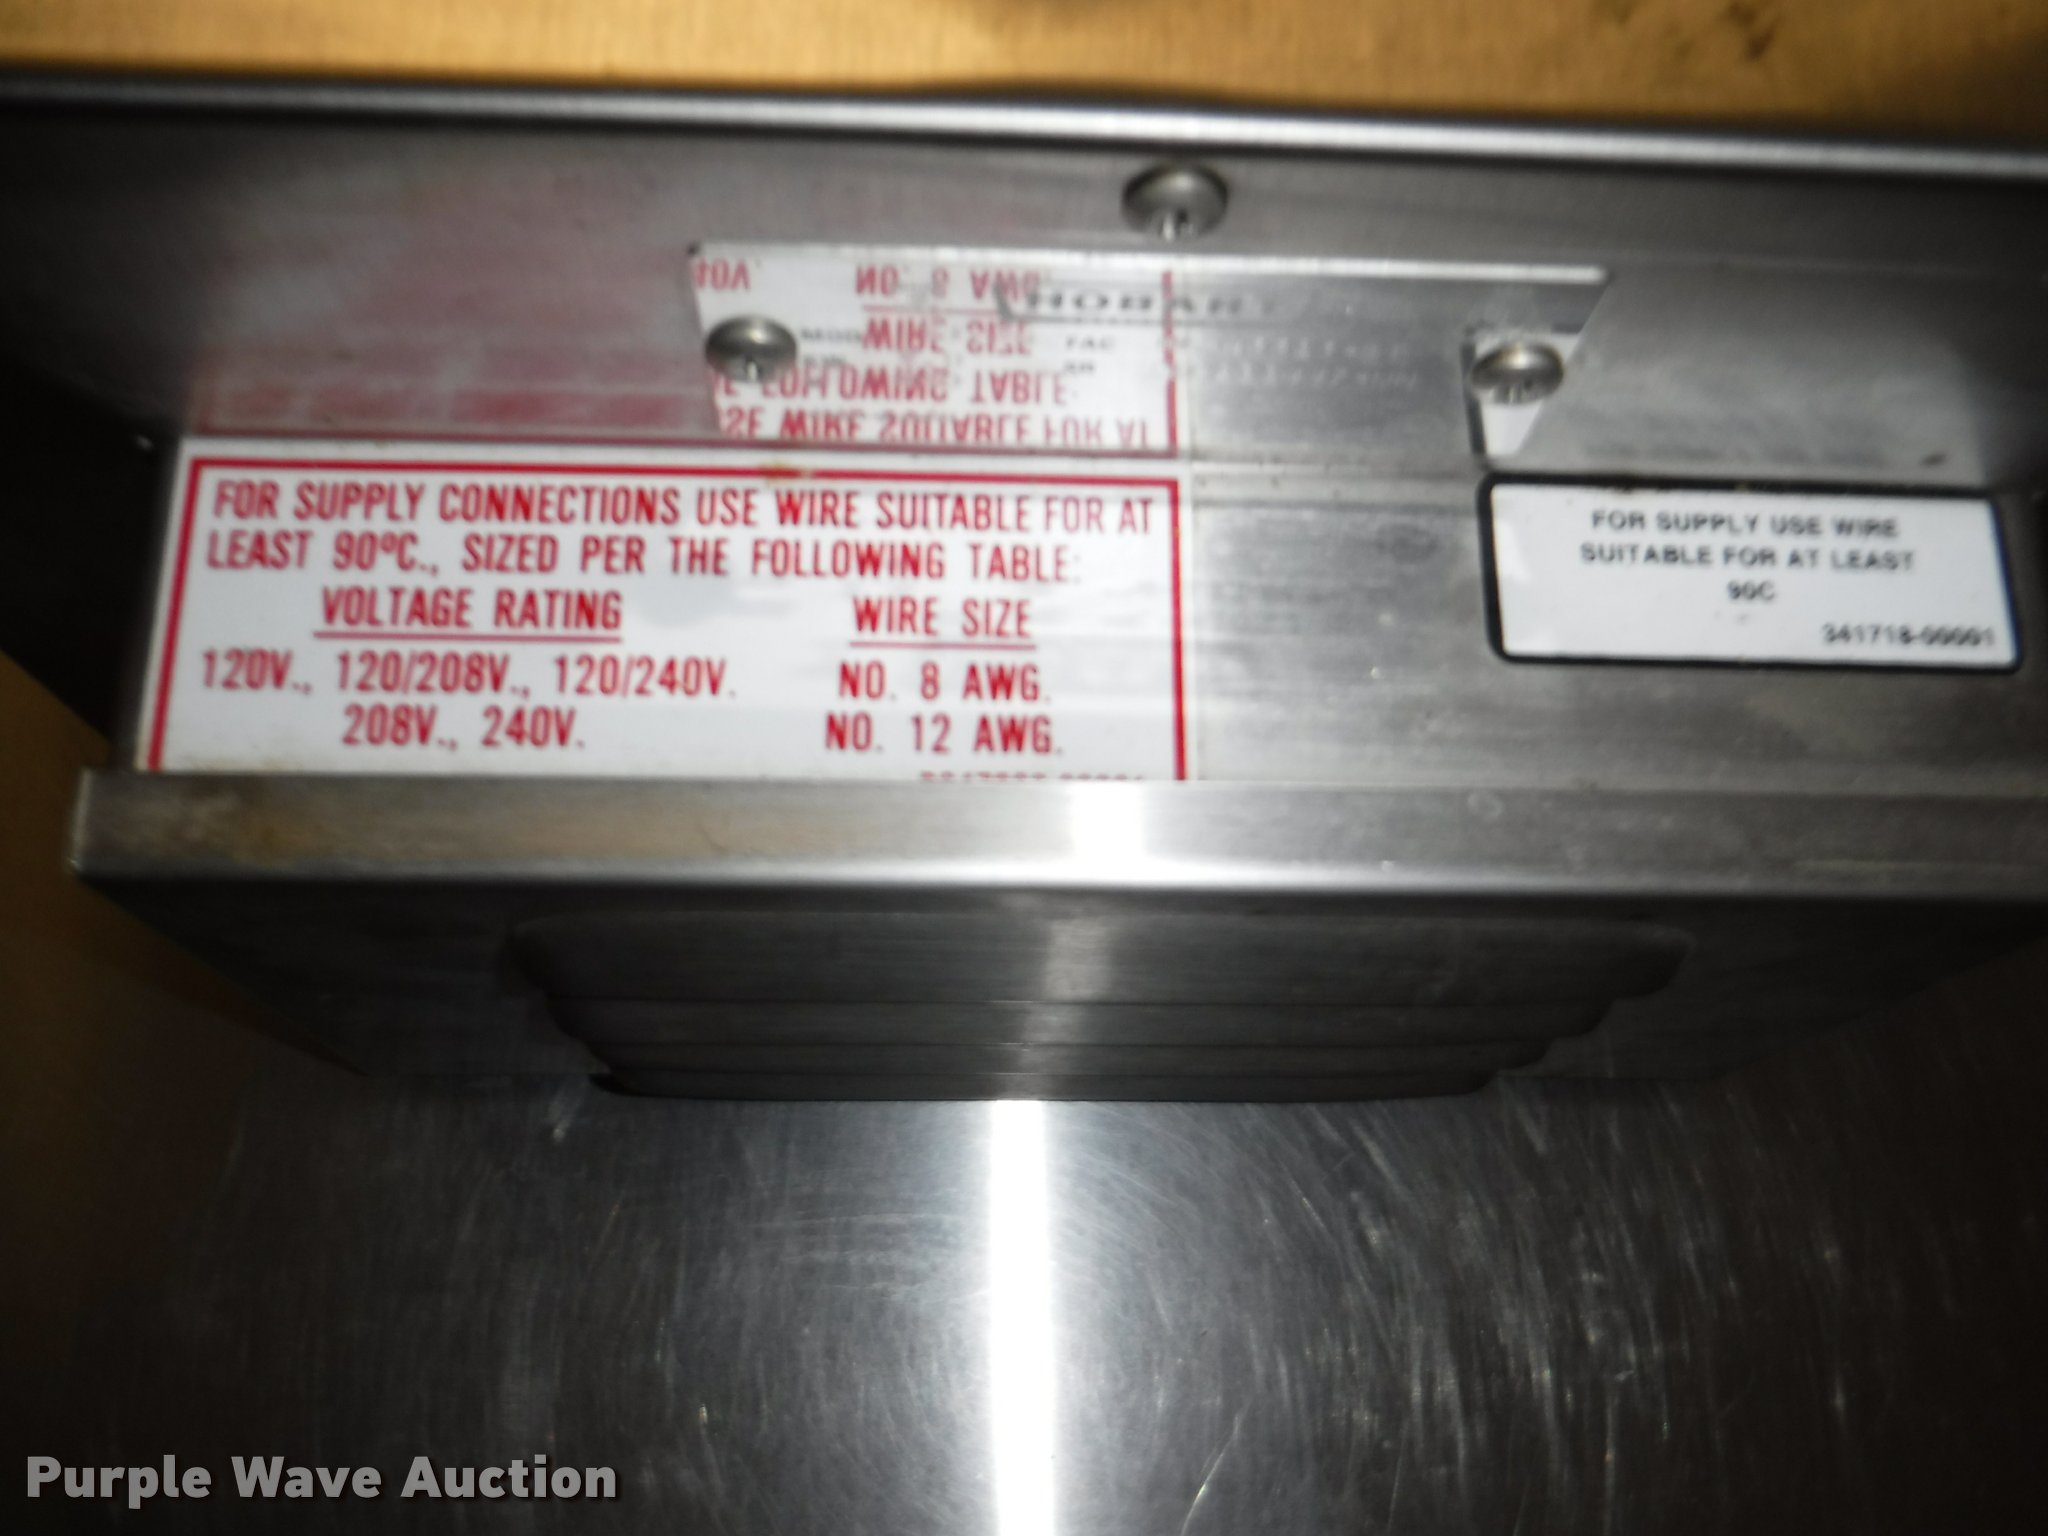 HOBART
FOR SUPPLY CONNECTIONS USE WIRE SUITABLE FOR AT
LEAST 90ºC., SIZED PER THE FOLLOWING TABLE:
VOLTAGE RATING WIRE SIZE
120V., 120/208V., 120/240V. NO. 8 AWG.
208V., 240V. NO. 12 AWG.
FOR SUPPLY USE WIRE
SUITABLE FOR AT LEAST
90C
341718-00001
Purple Wave Auction